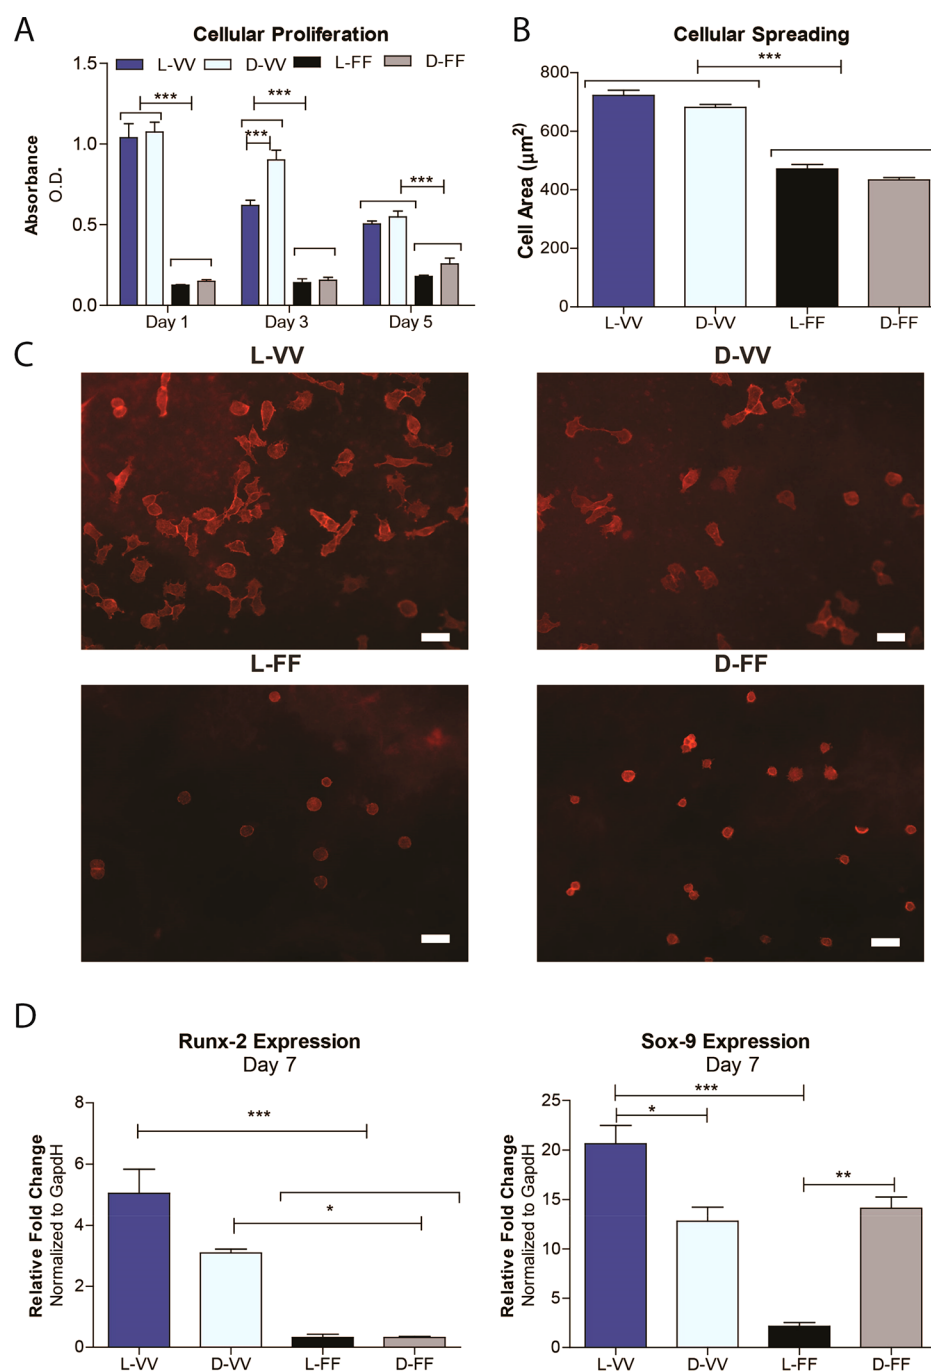 A
Cellular Proliferation
L-VV D-VV L-FF D-FF
Absorbance
O.D.
1.5
1.0
0.5
0.0
***
***
***
***
Day 1 Day 3 Day 5
B
Cellular Spreading
***
Cell Area (µm²)
800
600
400
200
0
L-VV D-VV L-FF D-FF
C
L-VV
D-VV
L-FF
D-FF
D
Runx-2 Expression
Day 7
Relative Fold Change
Normalized to GapdH
8
6
4
2
0
***
*
L-VV D-VV L-FF D-FF
Sox-9 Expression
Day 7
Relative Fold Change
Normalized to GapdH
25
20
15
10
5
0
***
*
**
L-VV D-VV L-FF D-FF